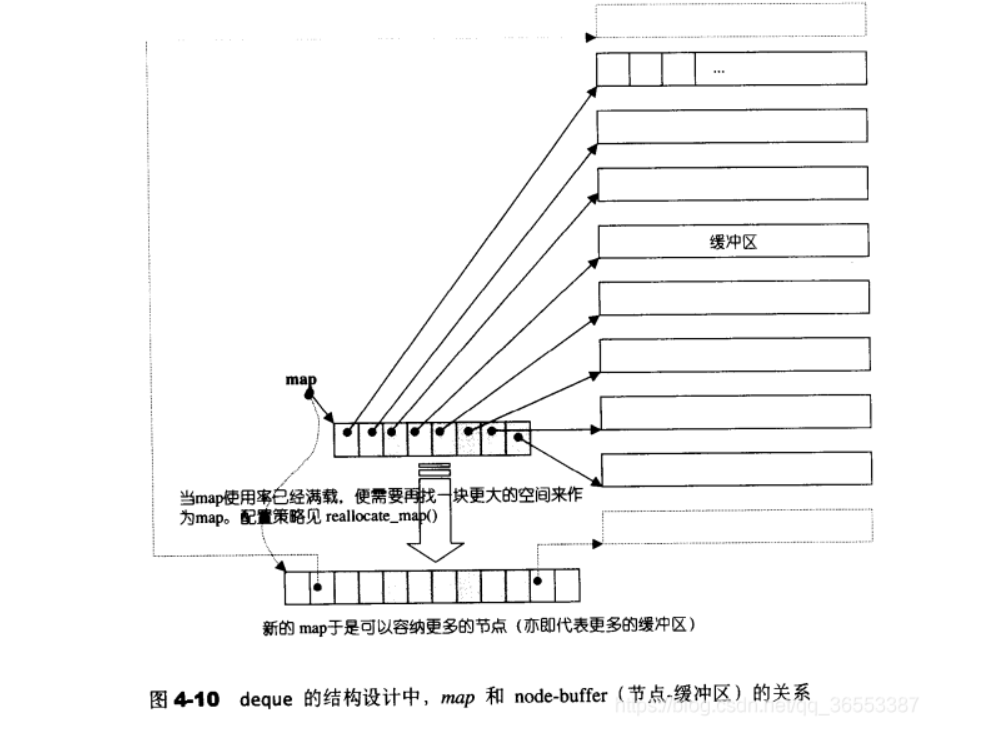 ...
缓冲区
map
当map使用率已经满载，便需要再找一块更大的空间来作
为map。配置策略见 reallocate_map()
新的 map于是可以容纳更多的节点（亦即代表更多的缓冲区）
图 4-10 deque 的结构设计中，map 和 node-buffer（节点-缓冲区）的关系
https://blog.csdn.net/qq_36553387